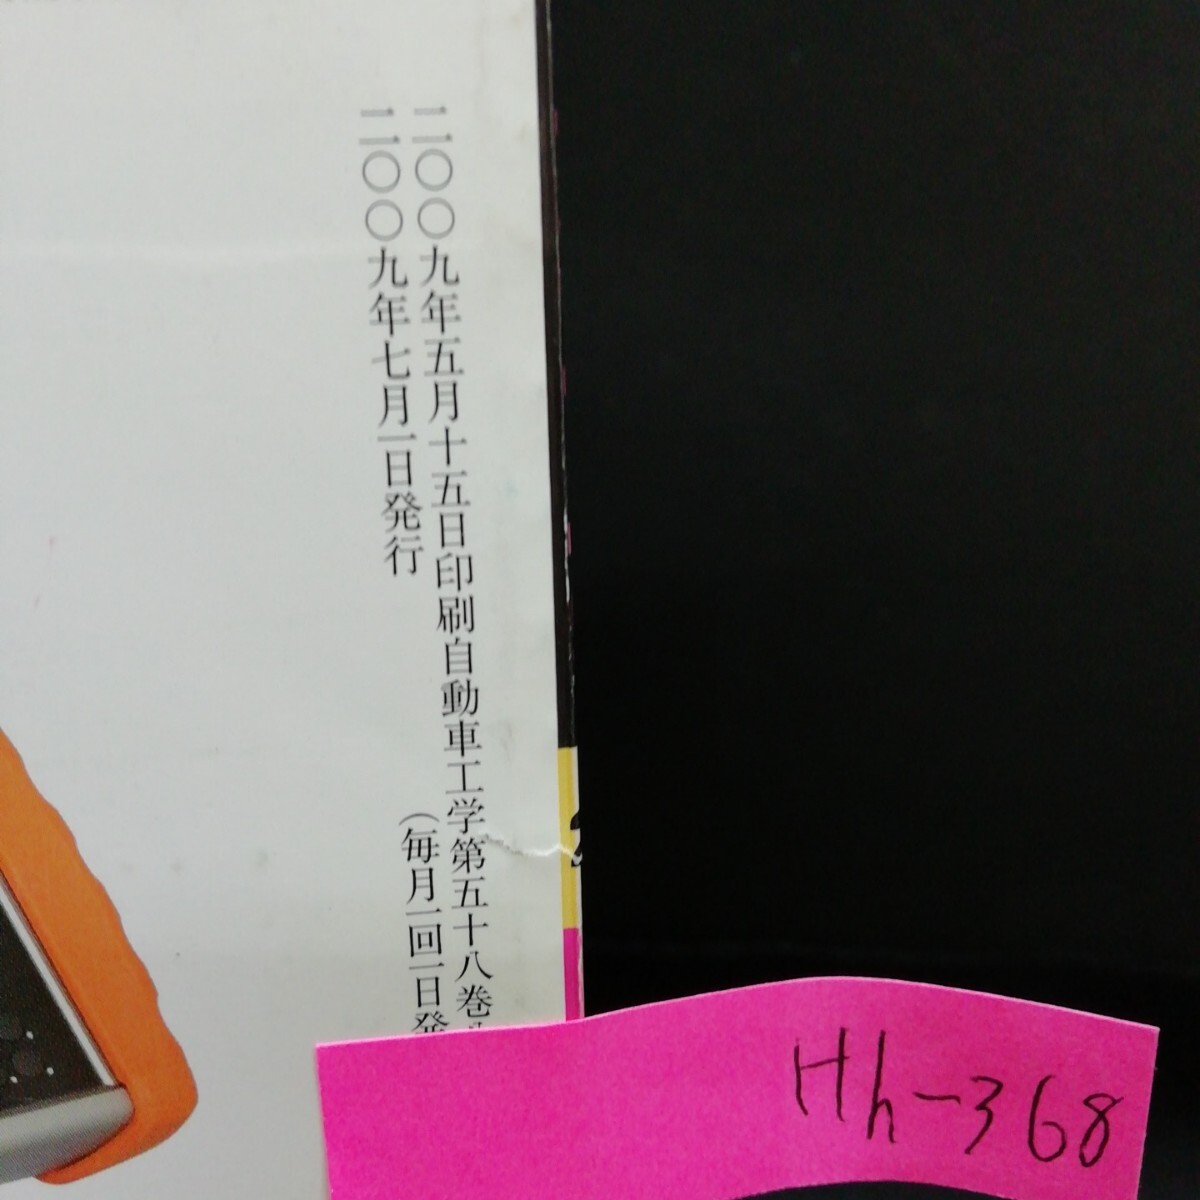 二〇〇九年五月十五日印刷自動車工学第五十八巻
二〇〇九年七月一日発行
（毎月一回一日発
Hh-368